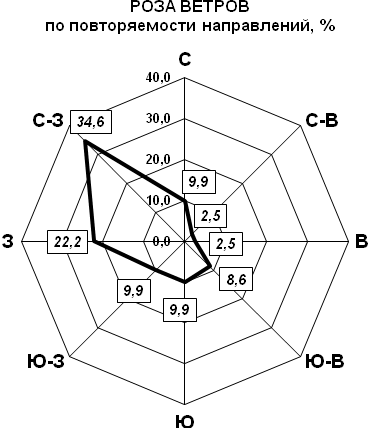 РОЗА ВЕТРОВ
по повторяемости направлений, %
С
40,0
С-З
34,6
С-В
30,0
20,0
9,9
10,0
2,5
З
22,2
0,0
2,5
В
8,6
9,9
9,9
Ю-З
Ю-В
Ю